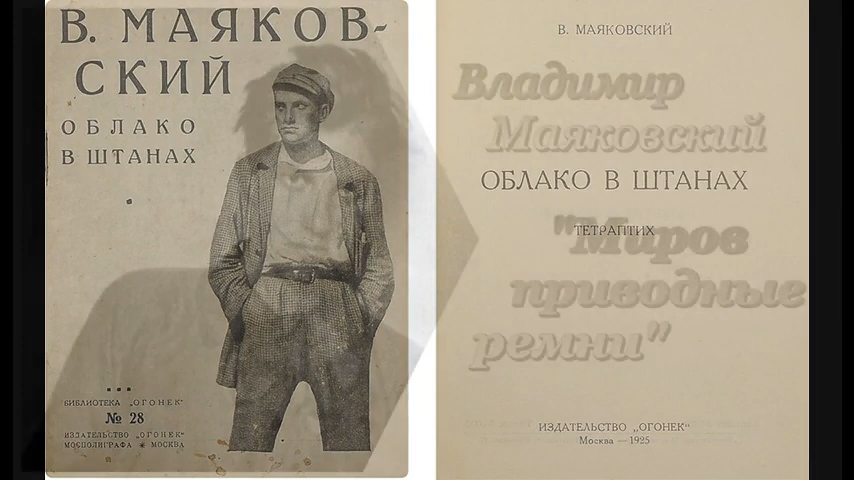 В. МАЯКОВ-
СКИЙ
ОБЛАКО
В ШТАНАХ
БИБЛИОТЕКА „ОГОНЕК"
№ 28
ИЗДАТЕЛЬСТВО „ОГОНЕК"
МОСПОЛИГРАФА ★ МОСКВА
В. МАЯКОВСКИЙ
Владимир
Маяковский
ОБЛАКО В ШТАНАХ
ТЕТРАПТИХ
"Миров
приводные
ремни"
ИЗДАТЕЛЬСТВО „ОГОНЕК"
Москва — 1925